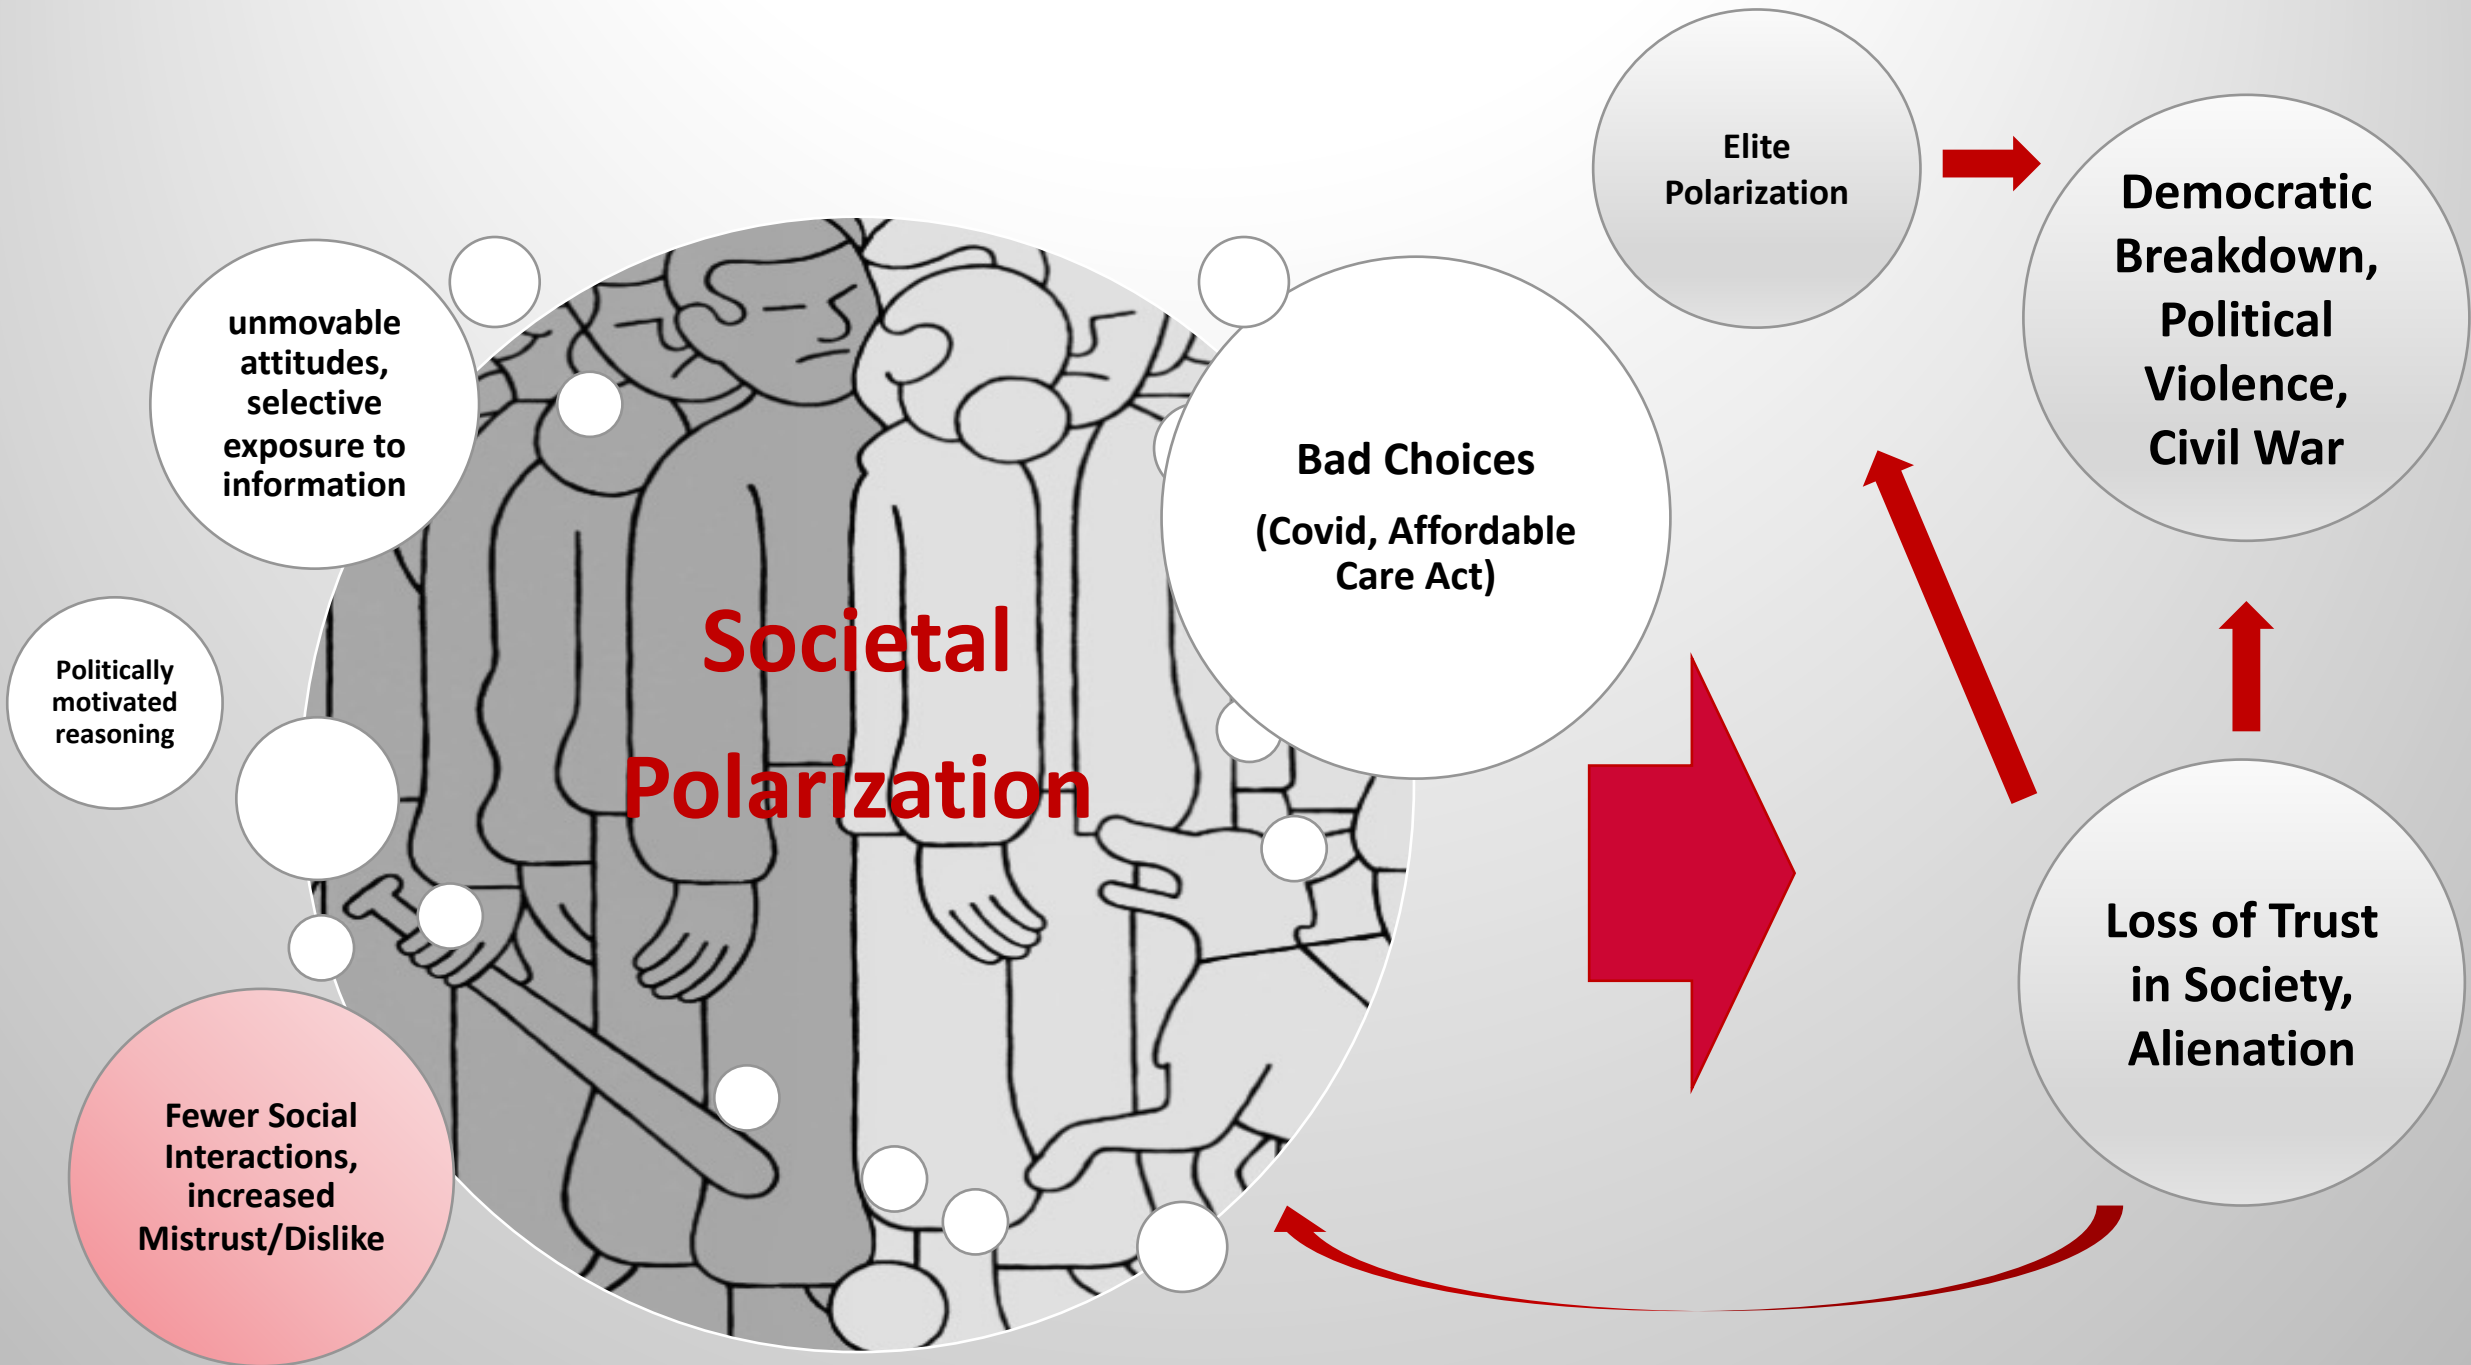 Elite
Polarization
Democratic
Breakdown,
Political
Violence,
Civil War
unmovable
attitudes,
selective
exposure to
information
Bad Choices
(Covid, Affordable
Care Act)
Societal
Polarization
Politically
motivated
reasoning
Loss of Trust
in Society,
Alienation
Fewer Social
Interactions,
increased
Mistrust/Dislike